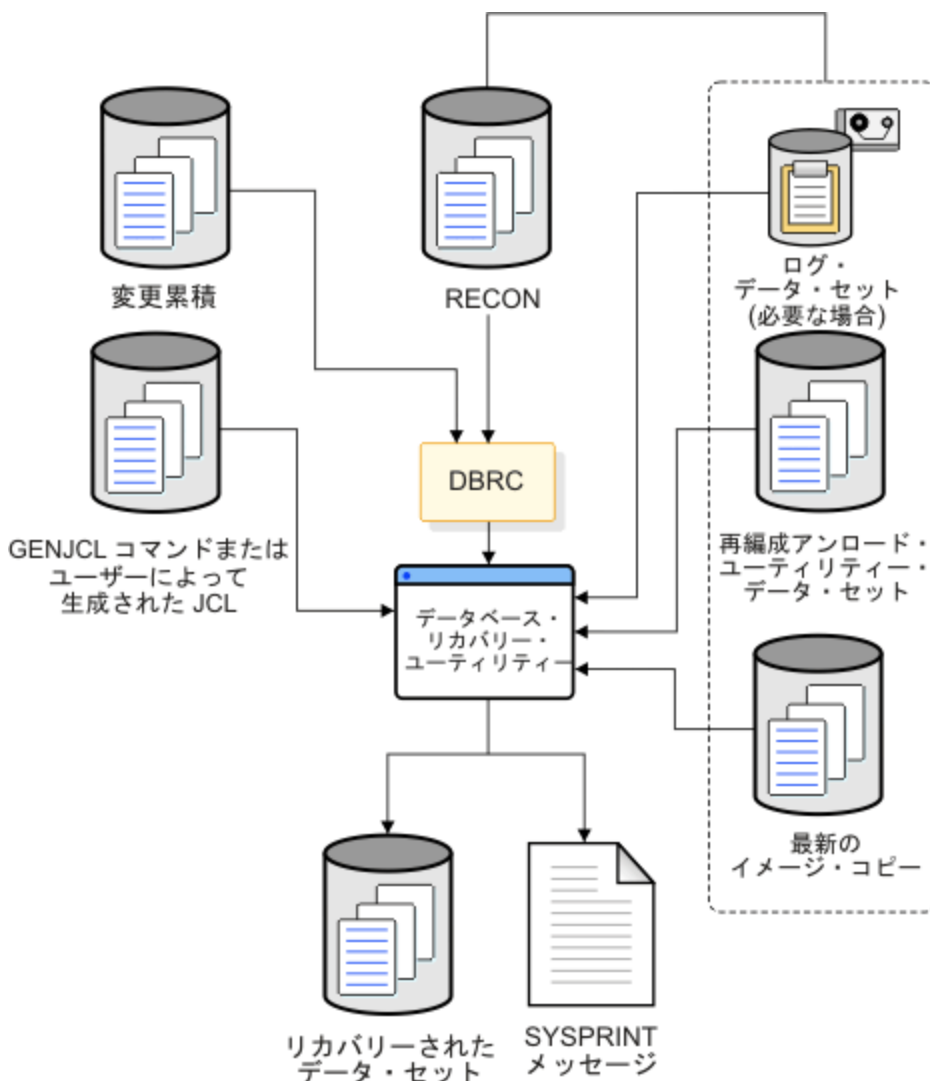 変更累積
RECON
ログ・
データ・セット
(必要な場合)
GENJCL コマンドまたは
ユーザーによって
生成された JCL
DBRC
再編成アンロード・
ユーティリティー・
データ・セット
データベース・
リカバリー・
ユーティリティー
最新の
イメージ・コピー
リカバリーされた
データ・セット
SYSPRINT
メッセージ